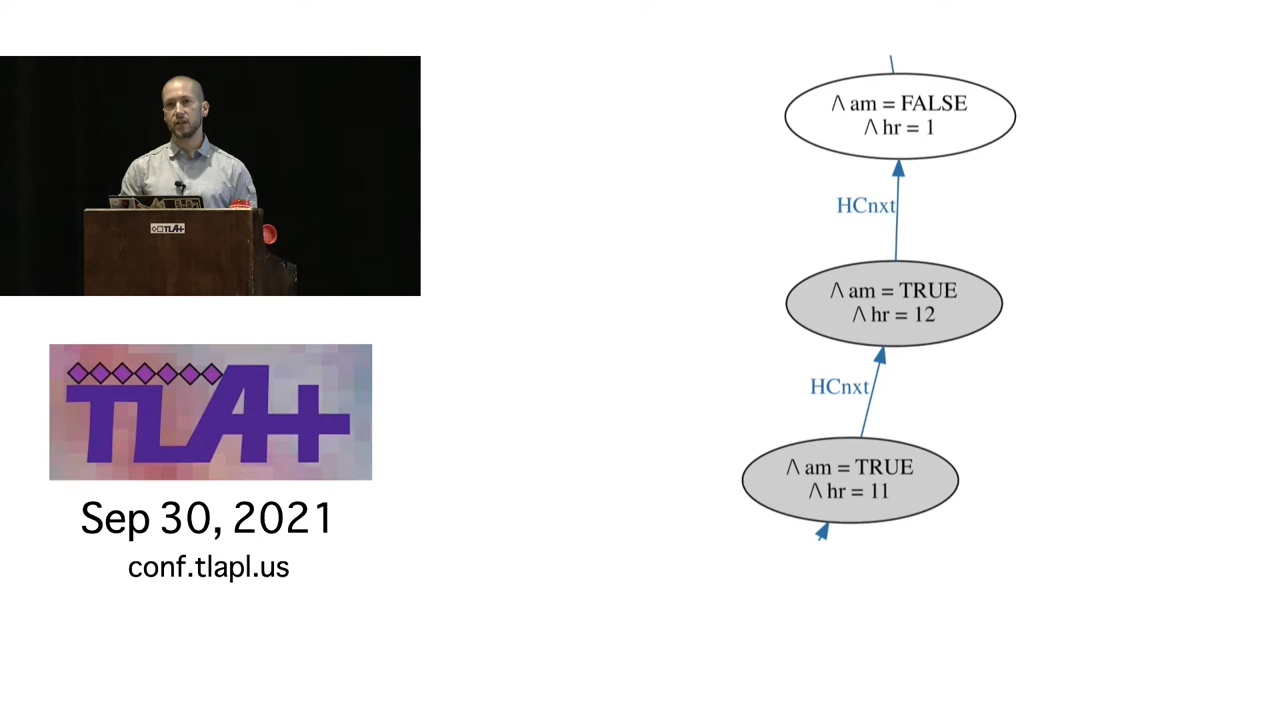 TLA+
TLA+
Sep 30, 2021
conf.tlapl.us
/\ am = FALSE
/\ hr = 1
HCnxt
/\ am = TRUE
/\ hr = 12
HCnxt
/\ am = TRUE
/\ hr = 11